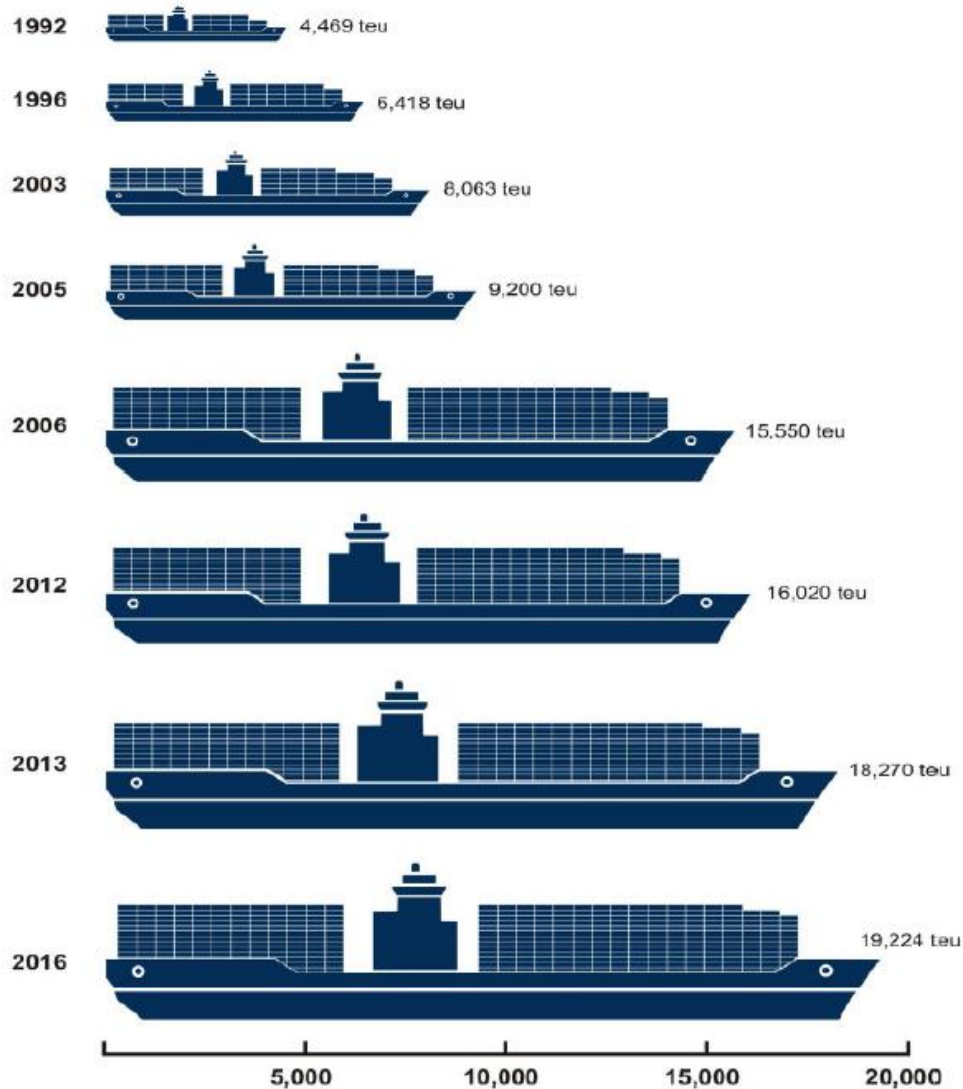 1992 4,469 teu
1996 6,418 teu
2003 8,063 teu
2005 9,200 teu
2006 15,550 teu
2012 16,020 teu
2013 18,270 teu
2016 19,224 teu
5,000 10,000 15,000 20,000